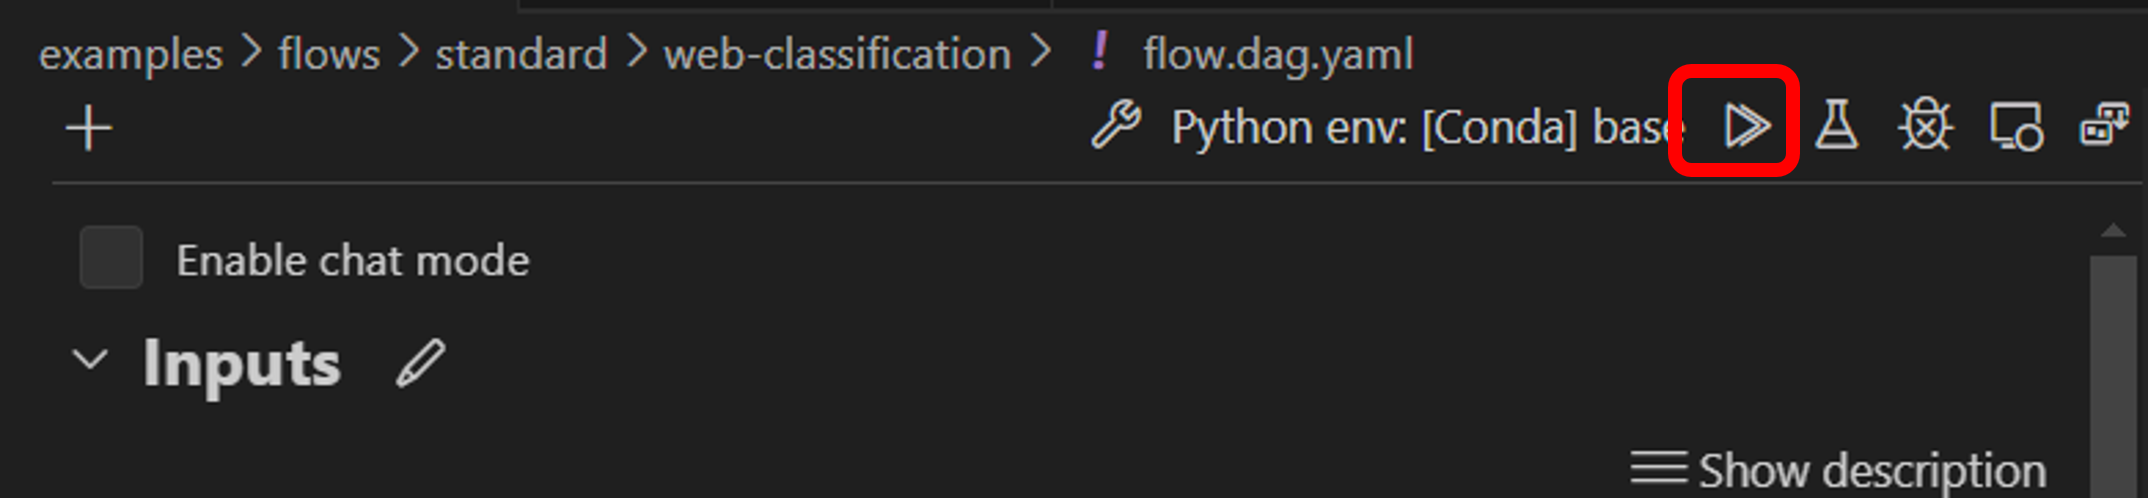 examples > flows > standard > web-classification > ! flow.dag.yaml
Python env: [Conda] base
Enable chat mode
Inputs
Show description